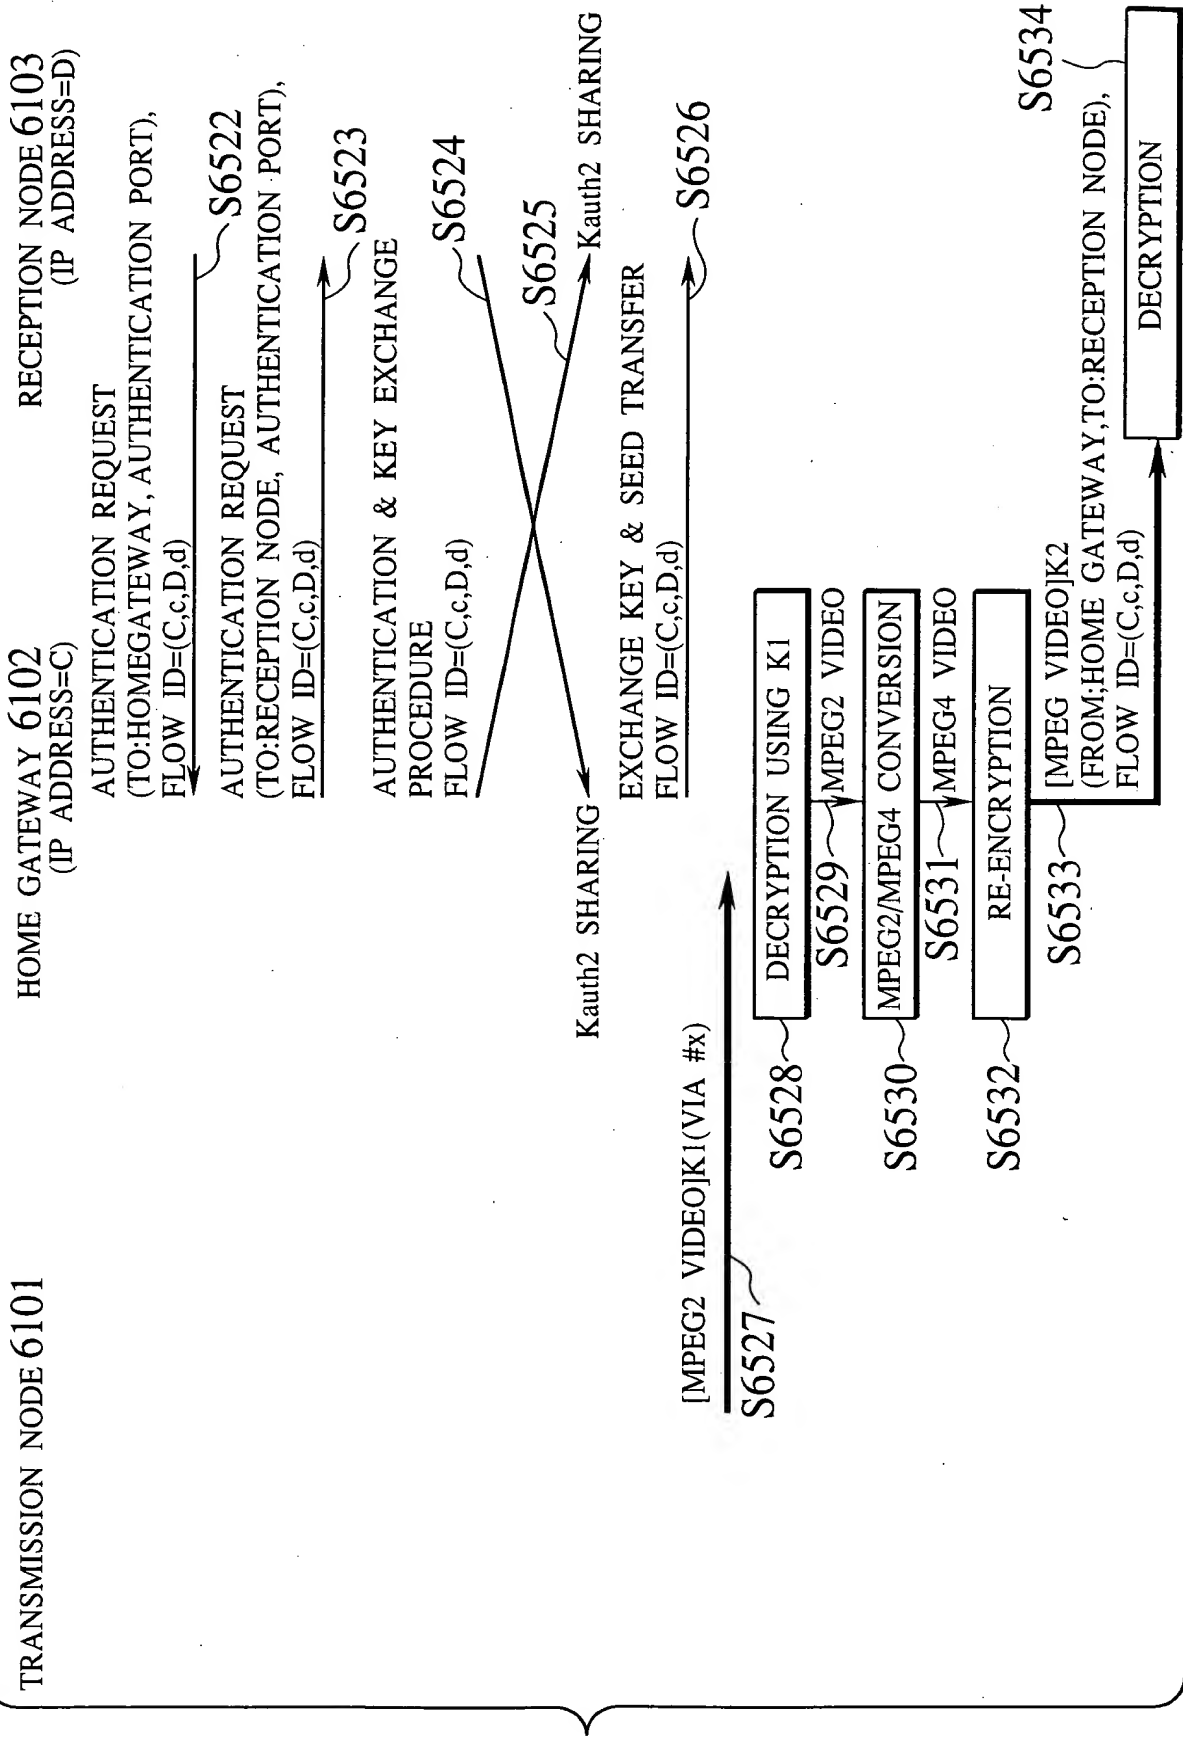 TRANSMISSION NODE 6101
HOME GATEWAY 6102
(IP ADDRESS=C)
RECEPTION NODE 6103
(IP ADDRESS=D)
AUTHENTICATION REQUEST
(TO:HOMEGATEWAY, AUTHENTICATION PORT),
FLOW ID=(C,c,D,d)
S6522
AUTHENTICATION REQUEST
(TO:RECEPTION NODE, AUTHENTICATION PORT),
FLOW ID=(C,c,D,d)
S6523
AUTHENTICATION & KEY EXCHANGE
PROCEDURE
FLOW ID=(C,c,D,d)
S6524
S6525
Kauth2 SHARING
Kauth2 SHARING
EXCHANGE KEY & SEED TRANSFER
FLOW ID=(C,c,D,d)
S6526
[MPEG2 VIDEO]K1(VIA #x)
S6527
DECRYPTION USING K1
S6528
S6529
MPEG2 VIDEO
MPEG2/MPEG4 CONVERSION
S6530
S6531
MPEG4 VIDEO
RE-ENCRYPTION
S6532
S6533
[MPEG VIDEO]K2
(FROM;HOME GATEWAY,TO:RECEPTION NODE),
FLOW ID=(C,c,D,d)
S6534
DECRYPTION